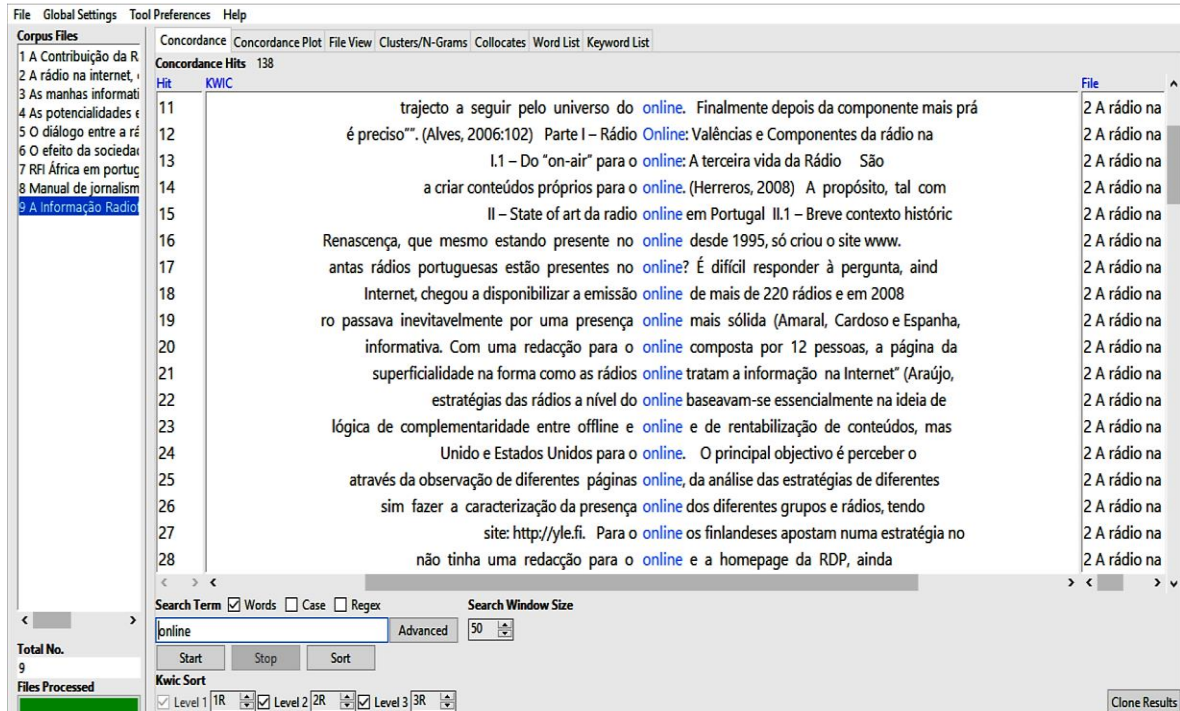 File Global Settings Tool Preferences Help
Corpus Files
1 A Contribuição da R
2 A rádio na internet,
3 As manhas informati
4 As potencialidades e
5 O diálogo entre a rá
6 O efeito da sociedad
7 RFI África em portug
8 Manual de jornalism
9 A Informação Radiof
Total No.
9
Files Processed
Concordance Concordance Plot File View Clusters/N-Grams Collocates Word List Keyword List
Concordance Hits 138
Hit KWIC File
11 trajecto a seguir pelo universo do online. Finalmente depois da componente mais prá 2 A rádio na
12 é preciso"". (Alves, 2006:102) Parte I – Rádio Online: Valências e Componentes da rádio na 2 A rádio na
13 I.1 – Do "on-air" para o online: A terceira vida da Rádio São 2 A rádio na
14 a criar conteúdos próprios para o online. (Herreros, 2008) A propósito, tal com 2 A rádio na
15 II – State of art da radio online em Portugal II.1 – Breve contexto históric 2 A rádio na
16 Renascença, que mesmo estando presente no online desde 1995, só criou o site www. 2 A rádio na
17 antas rádios portuguesas estão presentes no online? É difícil responder à pergunta, aind 2 A rádio na
18 Internet, chegou a disponibilizar a emissão online de mais de 220 rádios e em 2008 2 A rádio na
19 ro passava inevitavelmente por uma presença online mais sólida (Amaral, Cardoso e Espanha, 2 A rádio na
20 informativa. Com uma redacção para o online composta por 12 pessoas, a página da 2 A rádio na
21 superficialidade na forma como as rádios online tratam a informação na Internet" (Araújo, 2 A rádio na
22 estratégias das rádios a nível do online baseavam-se essencialmente na ideia de 2 A rádio na
23 lógica de complementaridade entre offline e online e de rentabilização de conteúdos, mas 2 A rádio na
24 Unido e Estados Unidos para o online. O principal objectivo é perceber o 2 A rádio na
25 através da observação de diferentes páginas online, da análise das estratégias de diferentes 2 A rádio na
26 sim fazer a caracterização da presença online dos diferentes grupos e rádios, tendo 2 A rádio na
27 site: http://yle.fi. Para o online os finlandeses apostam numa estratégia no 2 A rádio na
28 não tinha uma redacção para o online e a homepage da RDP, ainda 2 A rádio na
Search Term Words Case Regex Search Window Size
online Advanced 50
Start Stop Sort
Kwic Sort
Level 1 1R Level 2 2R Level 3 3R Clone Results